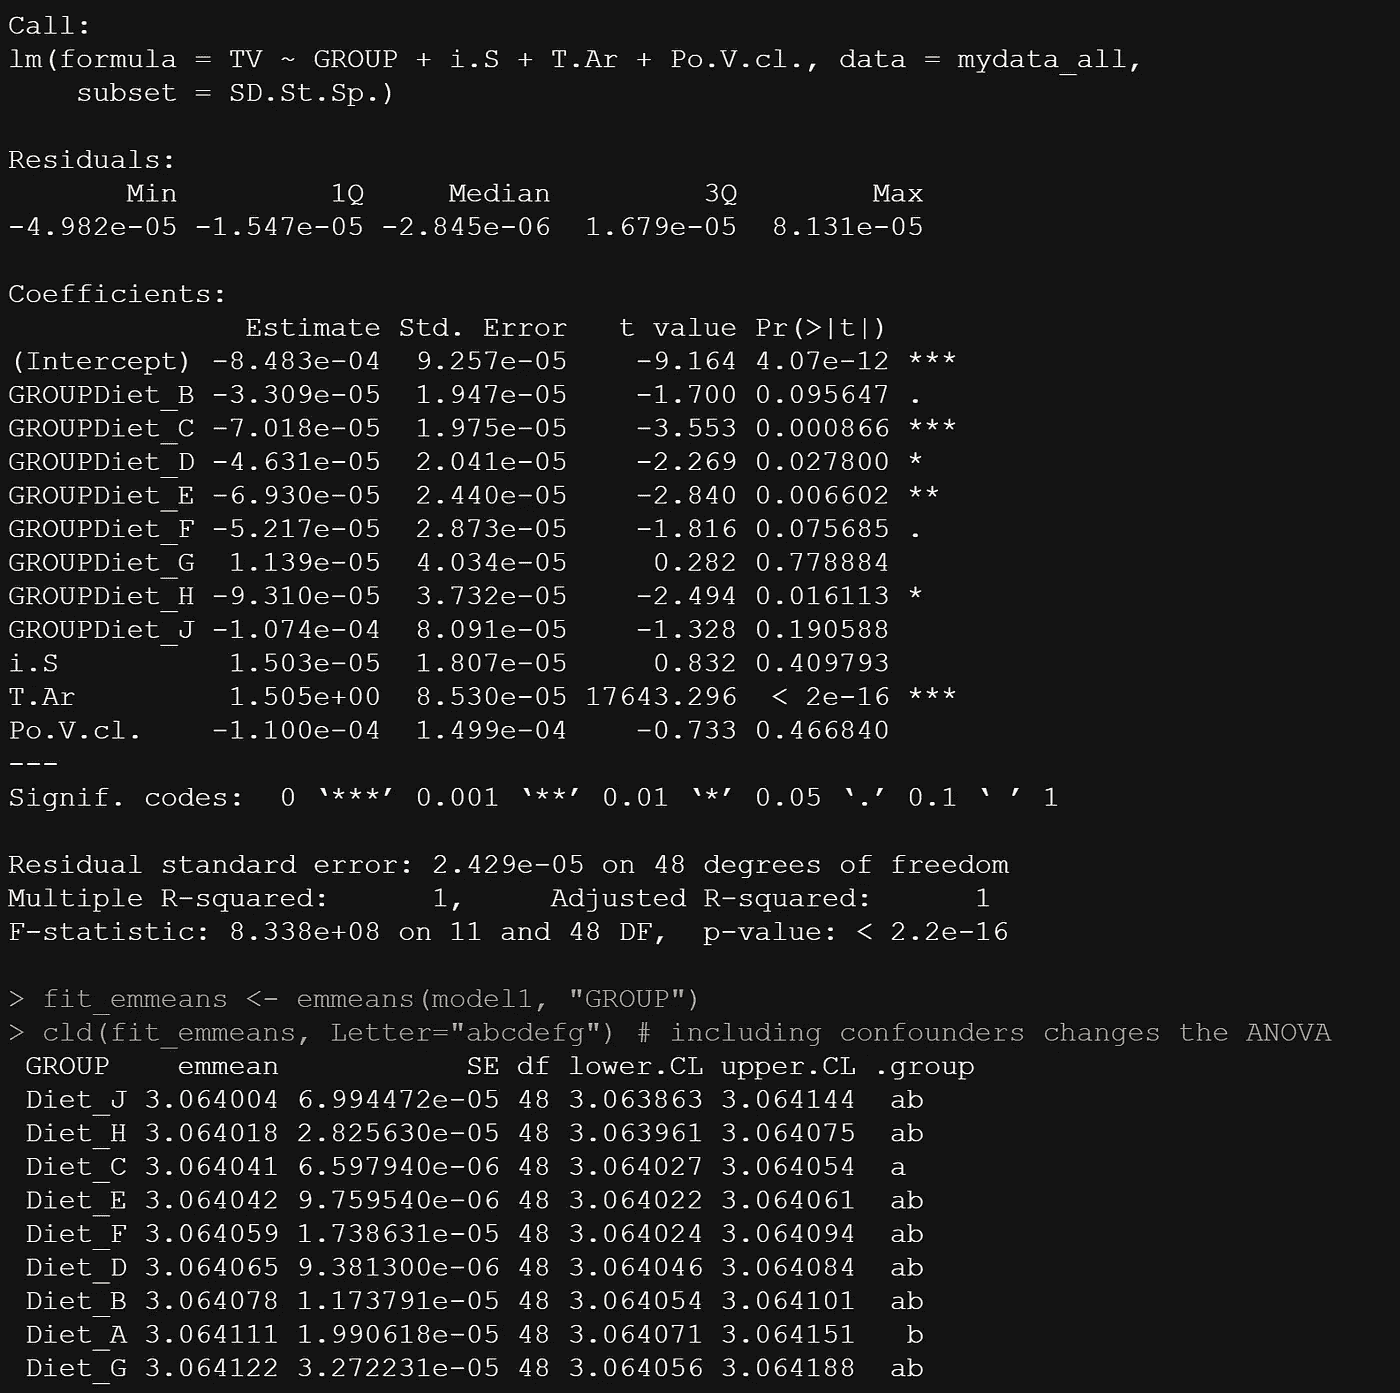 Call:
lm(formula = TV ~ GROUP + i.S + T.Ar + Po.V.cl., data = mydata_all,
    subset = SD.St.Sp.)

Residuals:
       Min         1Q     Median         3Q        Max
-4.982e-05 -1.547e-05 -2.845e-06  1.679e-05  8.131e-05

Coefficients:
              Estimate Std. Error   t value Pr(>|t|)
(Intercept) -8.483e-04  9.257e-05    -9.164 4.07e-12 ***
GROUPDiet_B -3.309e-05  1.947e-05    -1.700 0.095647 .
GROUPDiet_C -7.018e-05  1.975e-05    -3.553 0.000866 ***
GROUPDiet_D -4.631e-05  2.041e-05    -2.269 0.027800 *
GROUPDiet_E -6.930e-05  2.440e-05    -2.840 0.006602 **
GROUPDiet_F -5.217e-05  2.873e-05    -1.816 0.075685 .
GROUPDiet_G  1.139e-05  4.034e-05     0.282 0.778884
GROUPDiet_H -9.310e-05  3.732e-05    -2.494 0.016113 *
GROUPDiet_J -1.074e-04  8.091e-05    -1.328 0.190588
i.S          1.503e-05  1.807e-05     0.832 0.409793
T.Ar         1.505e+00  8.530e-05 17643.296  < 2e-16 ***
Po.V.cl.    -1.100e-04  1.499e-04    -0.733 0.466840
---
Signif. codes:  0 ‘***’ 0.001 ‘**’ 0.01 ‘*’ 0.05 ‘.’ 0.1 ‘ ’ 1

Residual standard error: 2.429e-05 on 48 degrees of freedom
Multiple R-squared:      1,     Adjusted R-squared:      1
F-statistic: 8.338e+08 on 11 and 48 DF,  p-value: < 2.2e-16

> fit_emmeans <- emmeans(model1, "GROUP")
> cld(fit_emmeans, Letter="abcdefg") # including confounders changes the ANOVA
 GROUP    emmean           SE df lower.CL upper.CL .group
 Diet_J 3.064004 6.994472e-05 48 3.063863 3.064144  ab
 Diet_H 3.064018 2.825630e-05 48 3.063961 3.064075  ab
 Diet_C 3.064041 6.597940e-06 48 3.064027 3.064054  a
 Diet_E 3.064042 9.759540e-06 48 3.064022 3.064061  ab
 Diet_F 3.064059 1.738631e-05 48 3.064024 3.064094  ab
 Diet_D 3.064065 9.381300e-06 48 3.064046 3.064084  ab
 Diet_B 3.064078 1.173791e-05 48 3.064054 3.064101  ab
 Diet_A 3.064111 1.990618e-05 48 3.064071 3.064151   b
 Diet_G 3.064122 3.272231e-05 48 3.064056 3.064188  ab